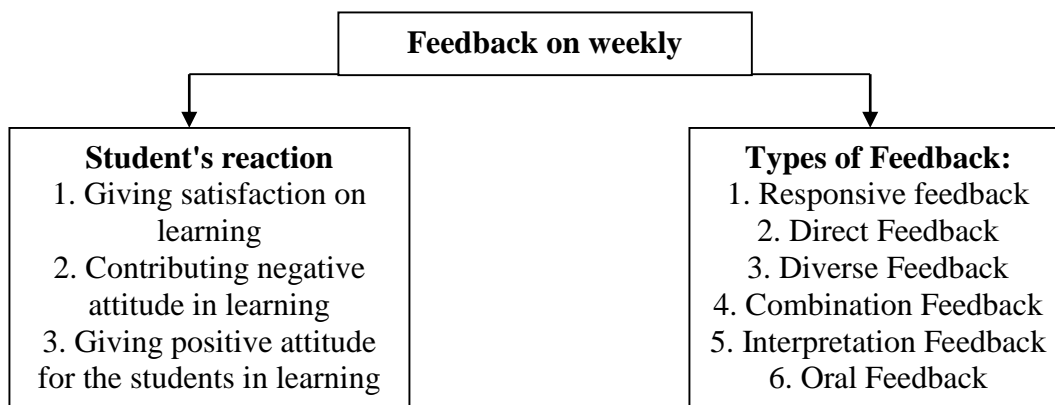 Feedback on weekly
Student's reaction
1. Giving satisfaction on
learning
2. Contributing negative
attitude in learning
3. Giving positive attitude
for the students in learning
Types of Feedback:
1. Responsive feedback
2. Direct Feedback
3. Diverse Feedback
4. Combination Feedback
5. Interpretation Feedback
6. Oral Feedback